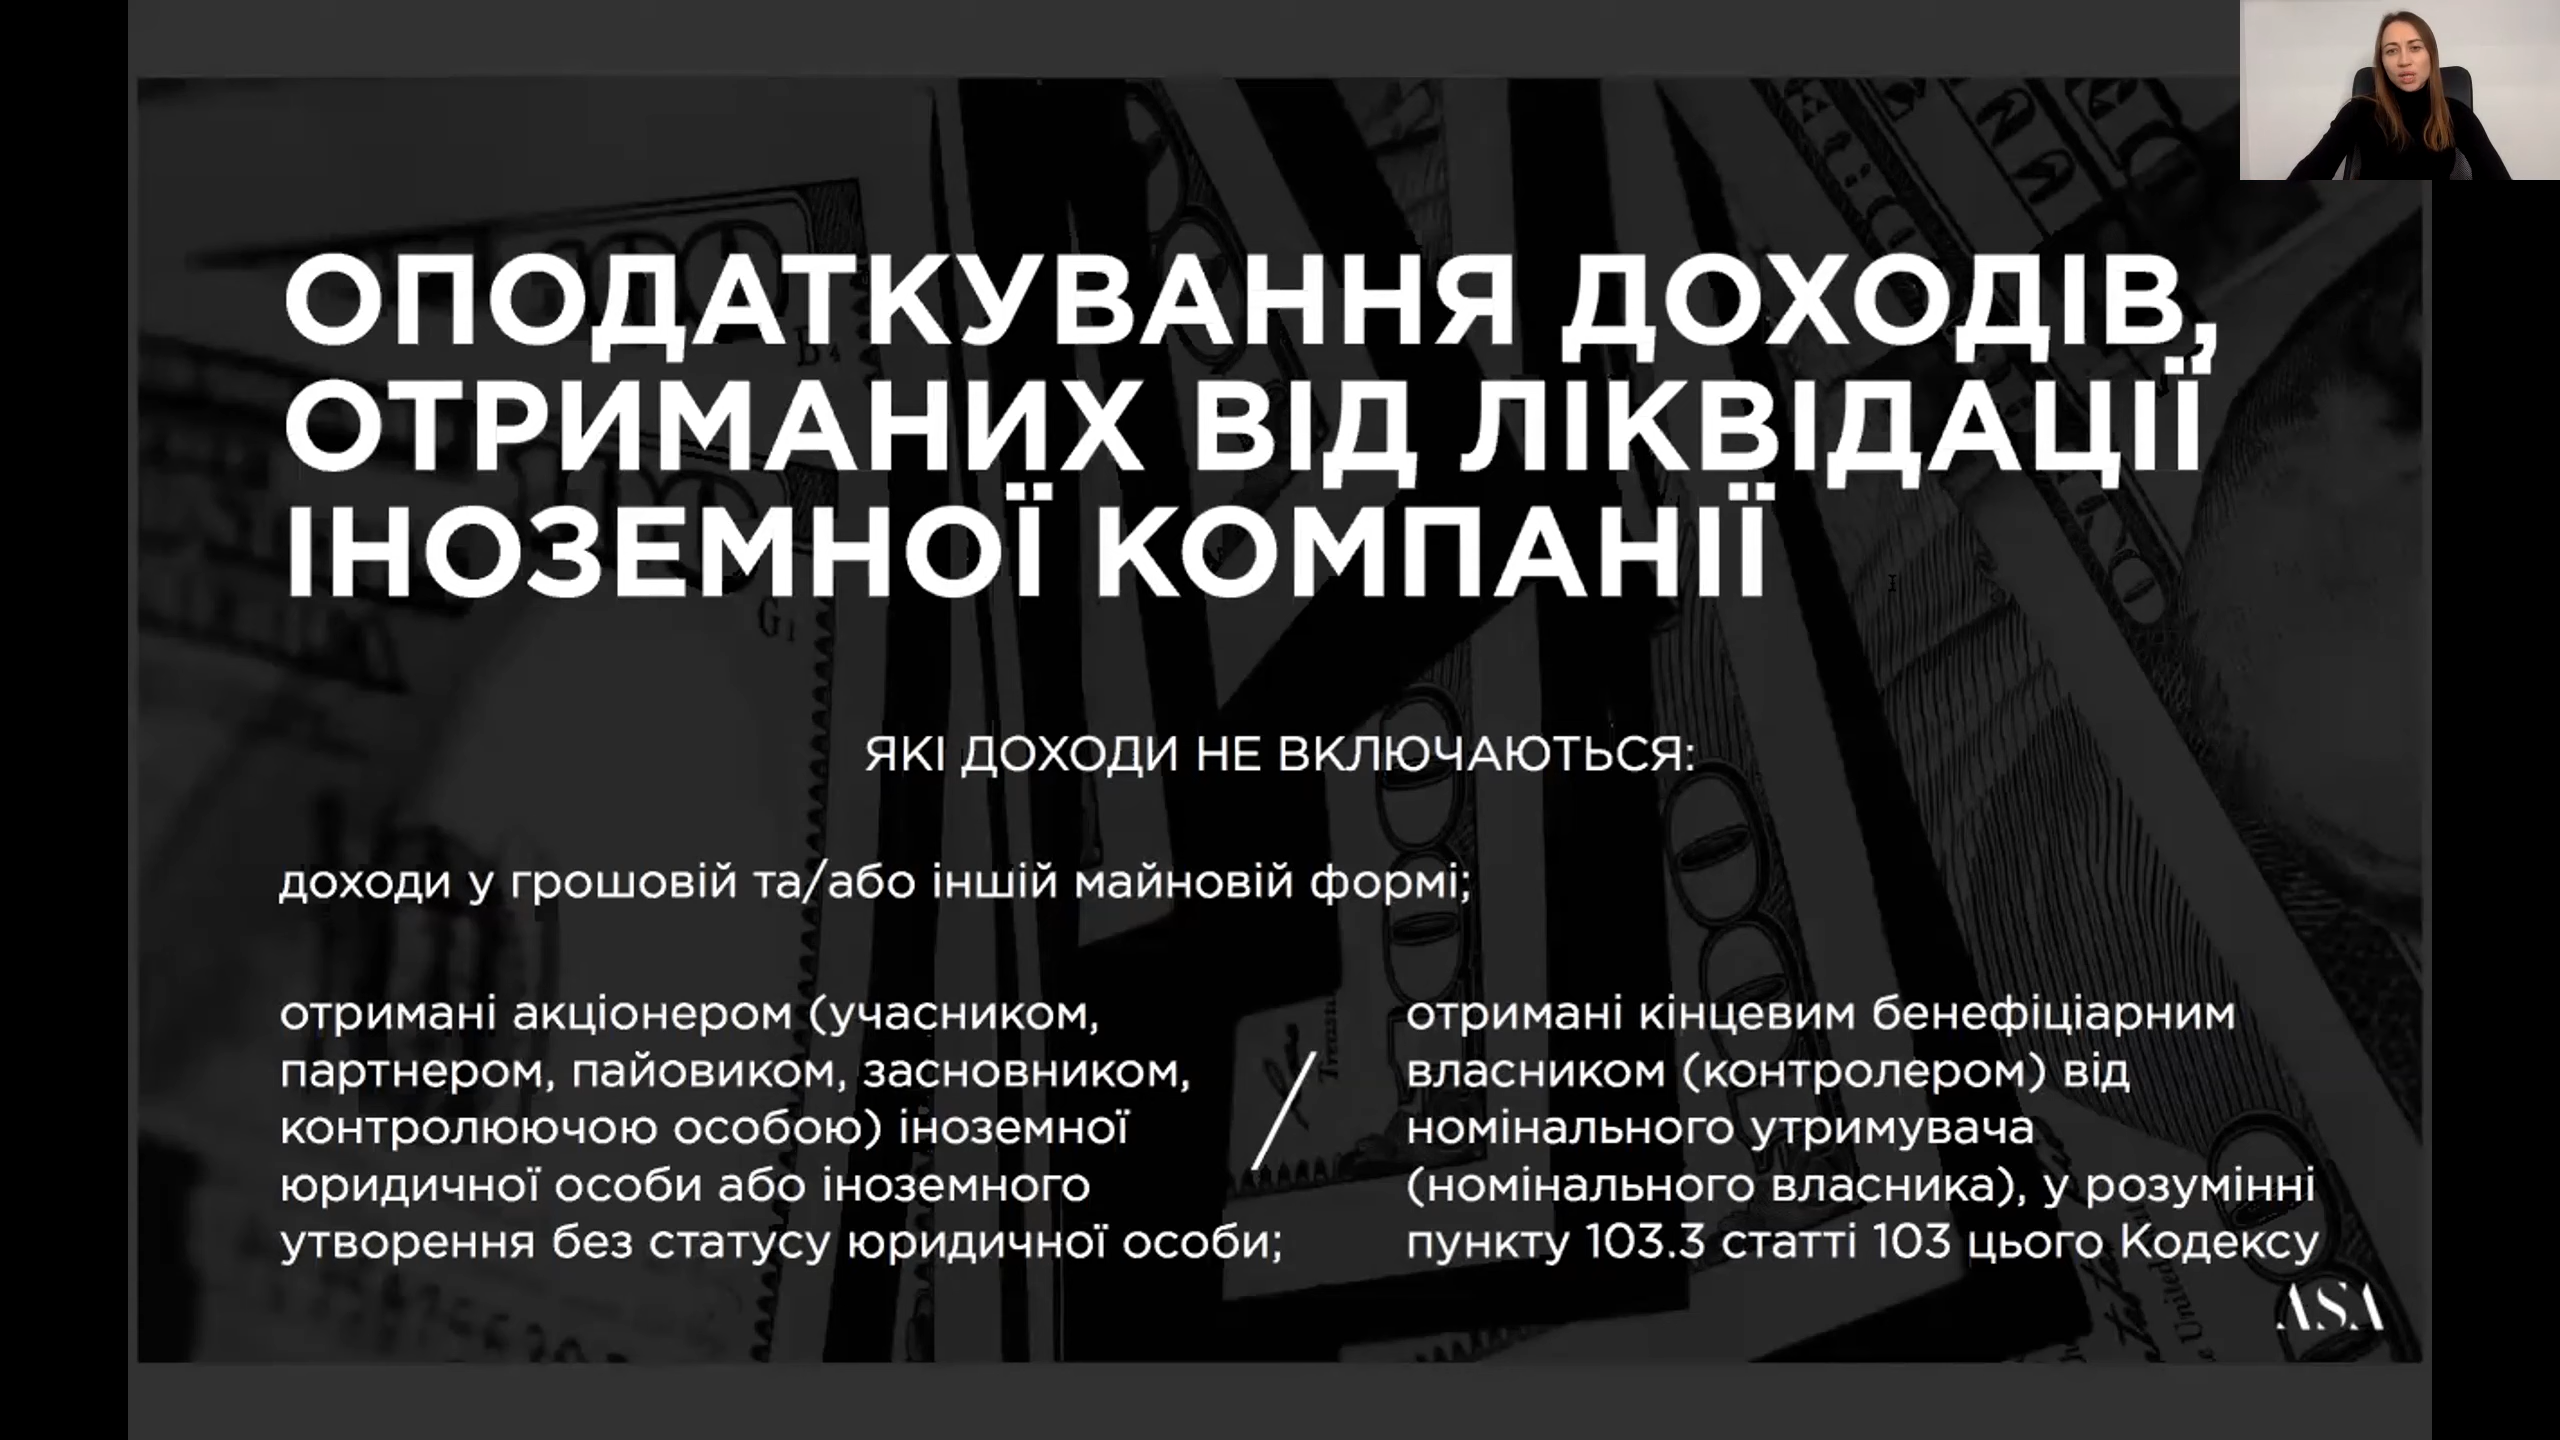 ОПОДАТКУВАННЯ ДОХОДІВ,
ОТРИМАНИХ ВІД ЛІКВІДАЦІЇ
ІНОЗЕМНОЇ КОМПАНІЇ
ЯКІ ДОХОДИ НЕ ВКЛЮЧАЮТЬСЯ:
доходи у грошовій та/або іншій майновій формі;
отримані акціонером (учасником,
партнером, пайовиком, засновником,
контролюючою особою) іноземної
юридичної особи або іноземного
утворення без статусу юридичної особи;
/
отримані кінцевим бенефіціарним
власником (контролером) від
номінального утримувача
(номінального власника), у розумінні
пункту 103.3 статті 103 цього Кодексу
ASA